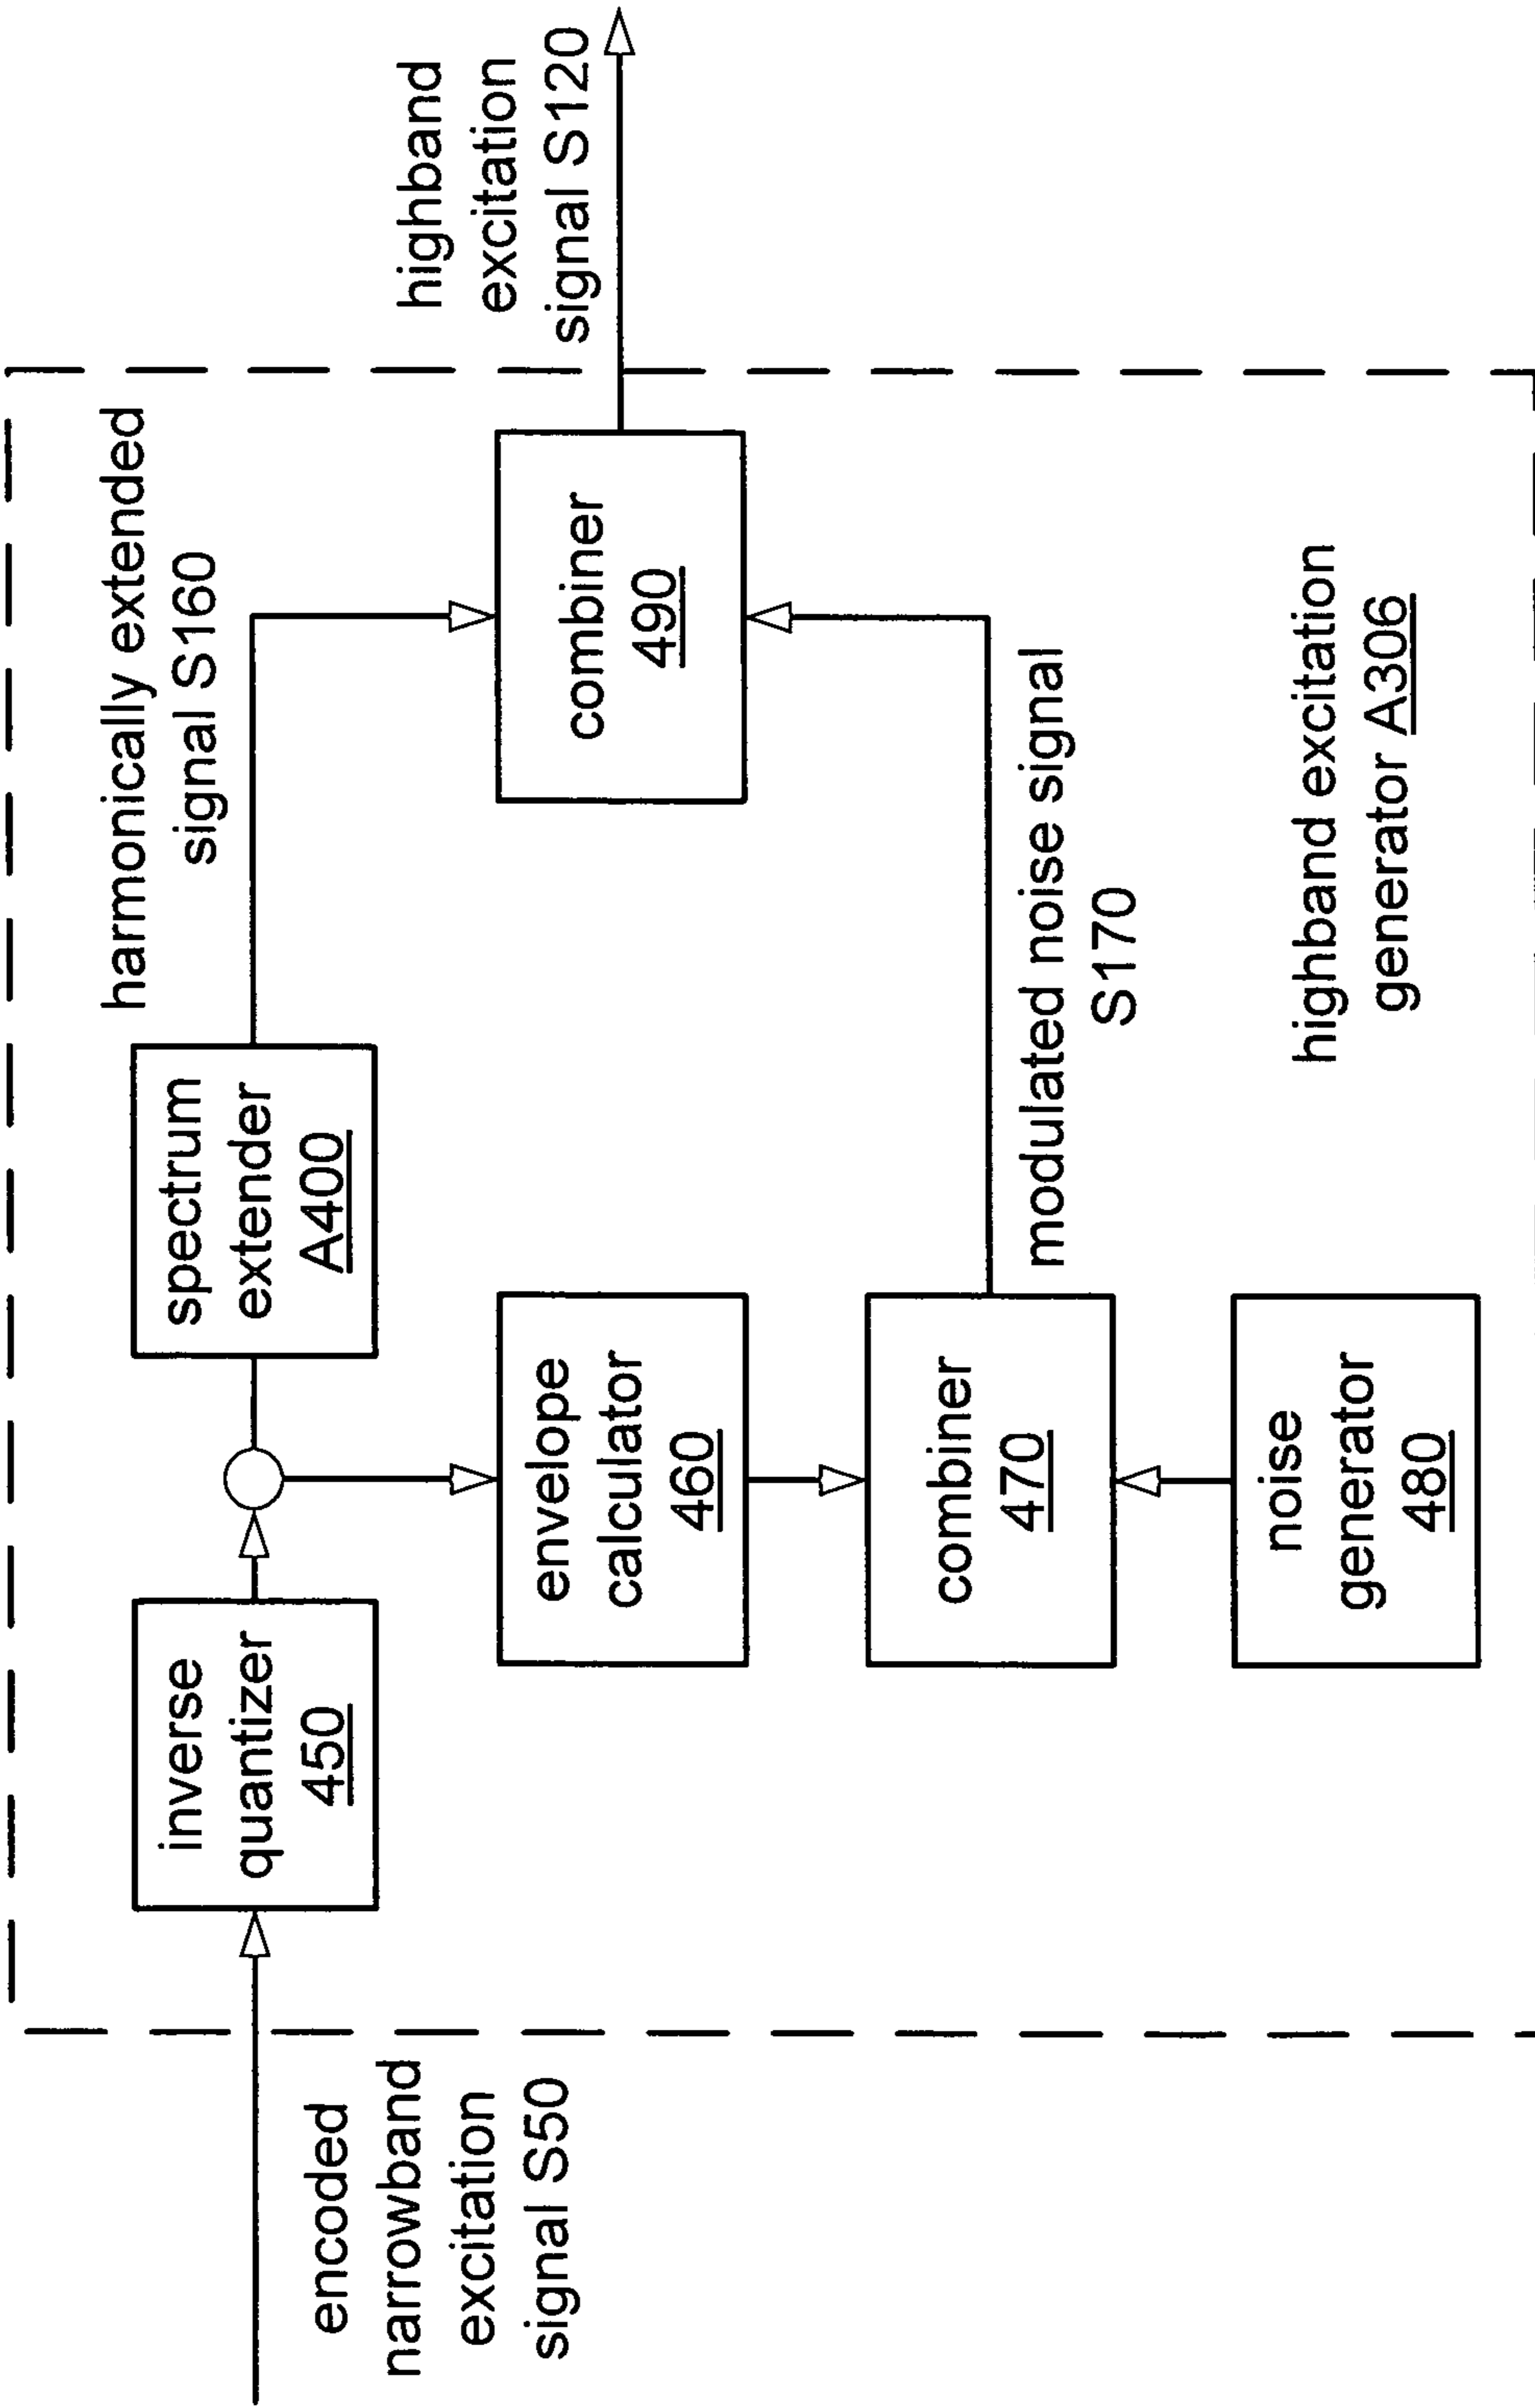 encoded
narrowband
excitation
signal S50
inverse
quantizer
450
spectrum
extender
A400
harmonically extended
signal S160
envelope
calculator
460
combiner
470
noise
generator
480
modulated noise signal
S170
combiner
490
highband
excitation
signal S120
highband excitation
generator A306